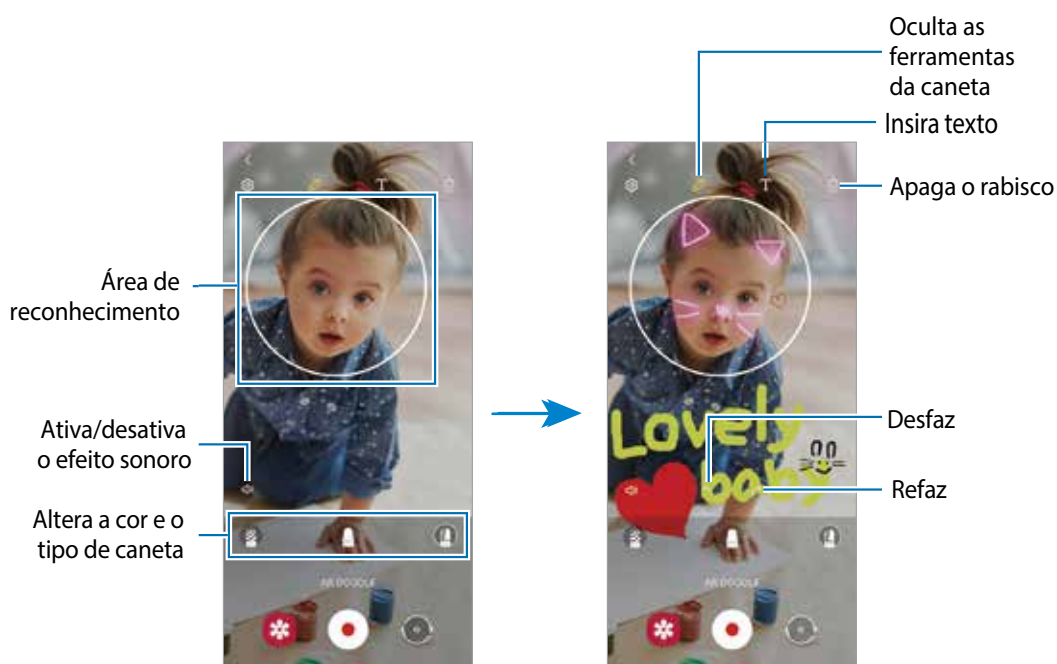 Oculta as
ferramentas
da caneta
Insira texto
Apaga o rabisco
Área de
reconhecimento
Ativa/desativa
o efeito sonoro
Altera a cor e o
tipo de caneta
Desfaz
Refaz
T
T
Lovely
baby
AR DOODLE
AR DOODLE